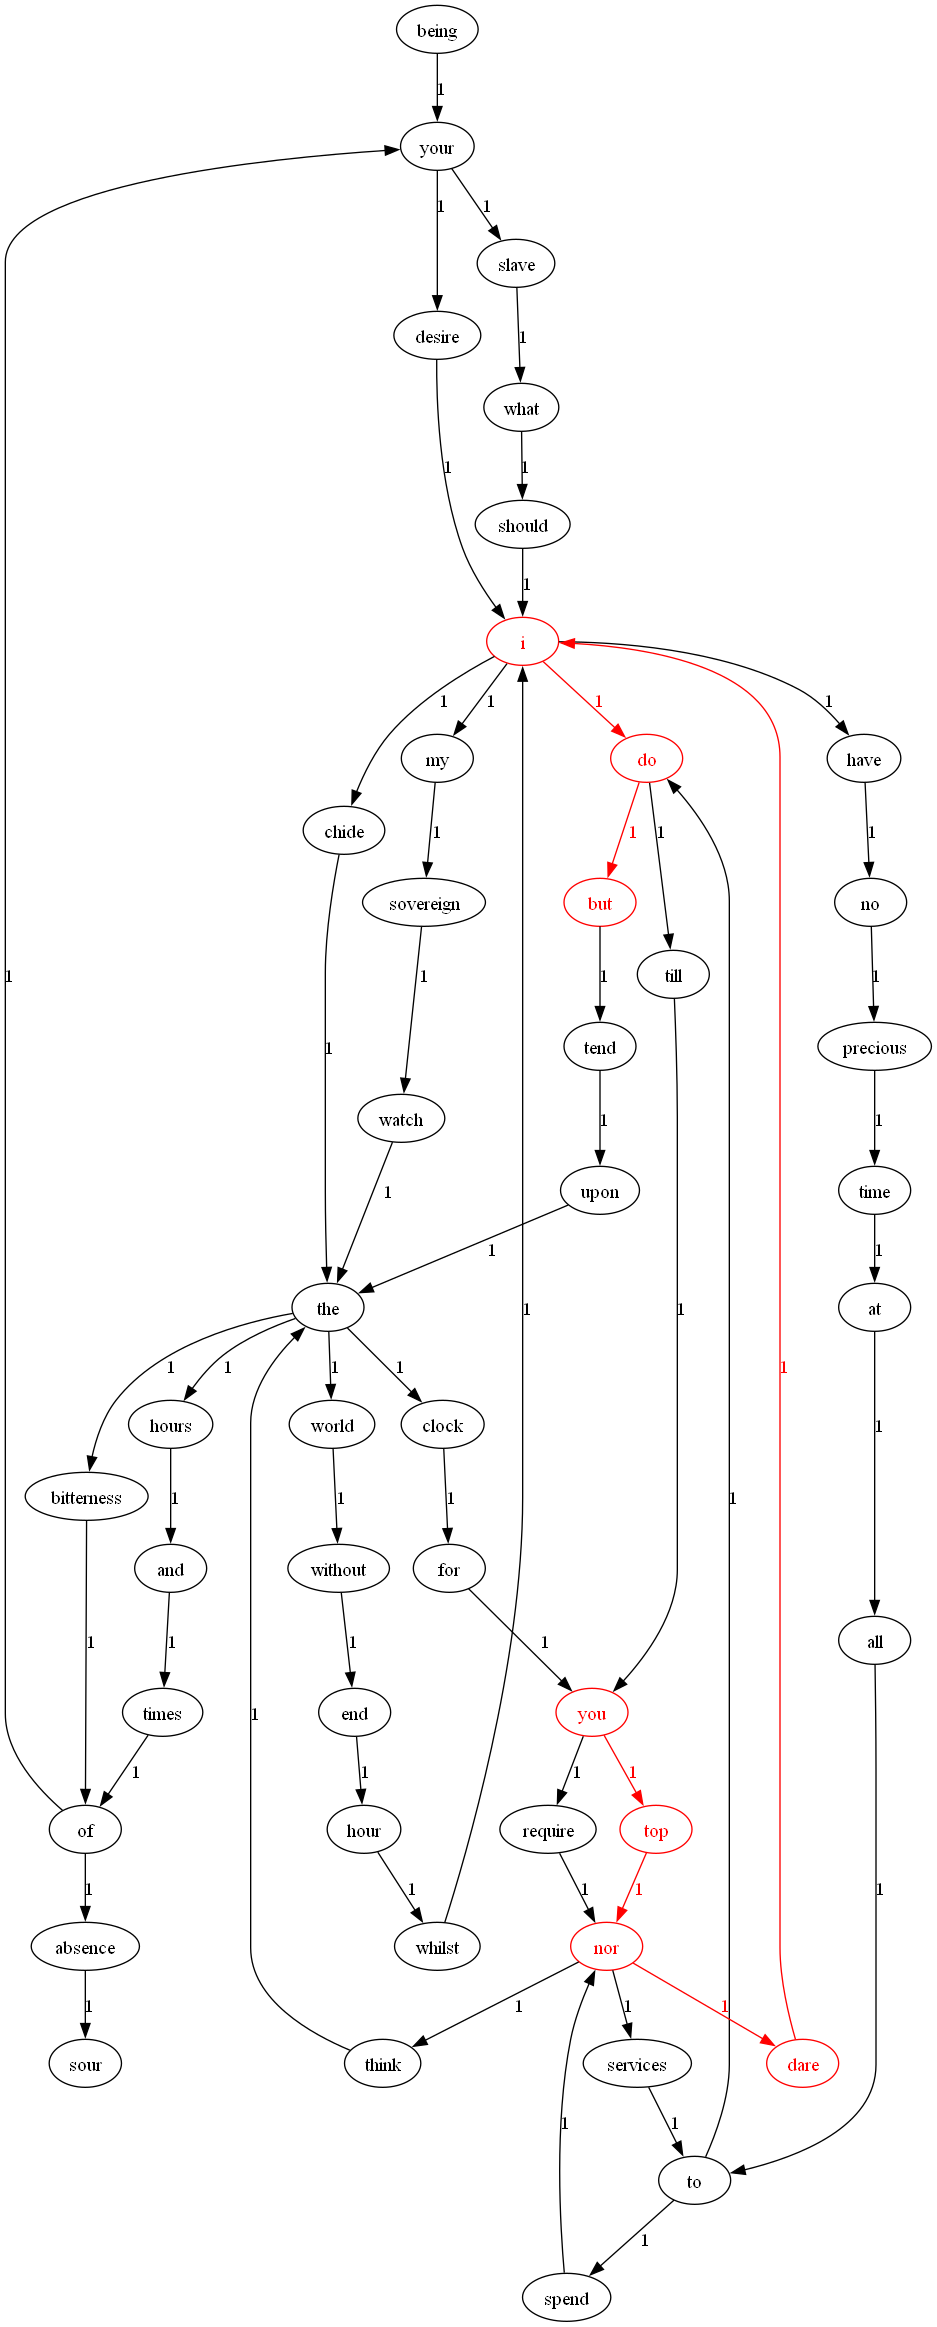 being
1
your
1
1
slave
desire
1
what
1
1
should
1
i
1
1
1
1
my
do
have
chide
1
1
1
1
sovereign
but
no
till
1
1
1
1
tend
precious
1
watch
1
1
1
upon
time
1
1
1
the
at
1
1
1
1
1
1
1
hours
world
clock
1
bitterness
1
1
1
1
and
without
for
1
1
1
1
1
all
times
end
you
1
1
1
1
1
of
hour
require
top
1
1
1
1
1
absence
whilst
nor
1
1
1
1
sour
think
services
dare
1
1
to
1
spend